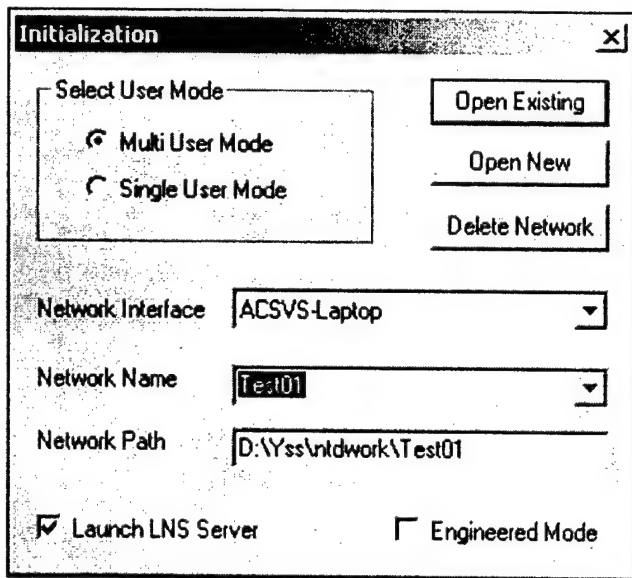 Initialization
Select User Mode
Multi User Mode
Single User Mode
Open Existing
Open New
Delete Network
Network Interface ACSVS-Laptop
Network Name Test01
Network Path D:\Yss\ntdwork\Test01
Launch LNS Server Engineered Mode